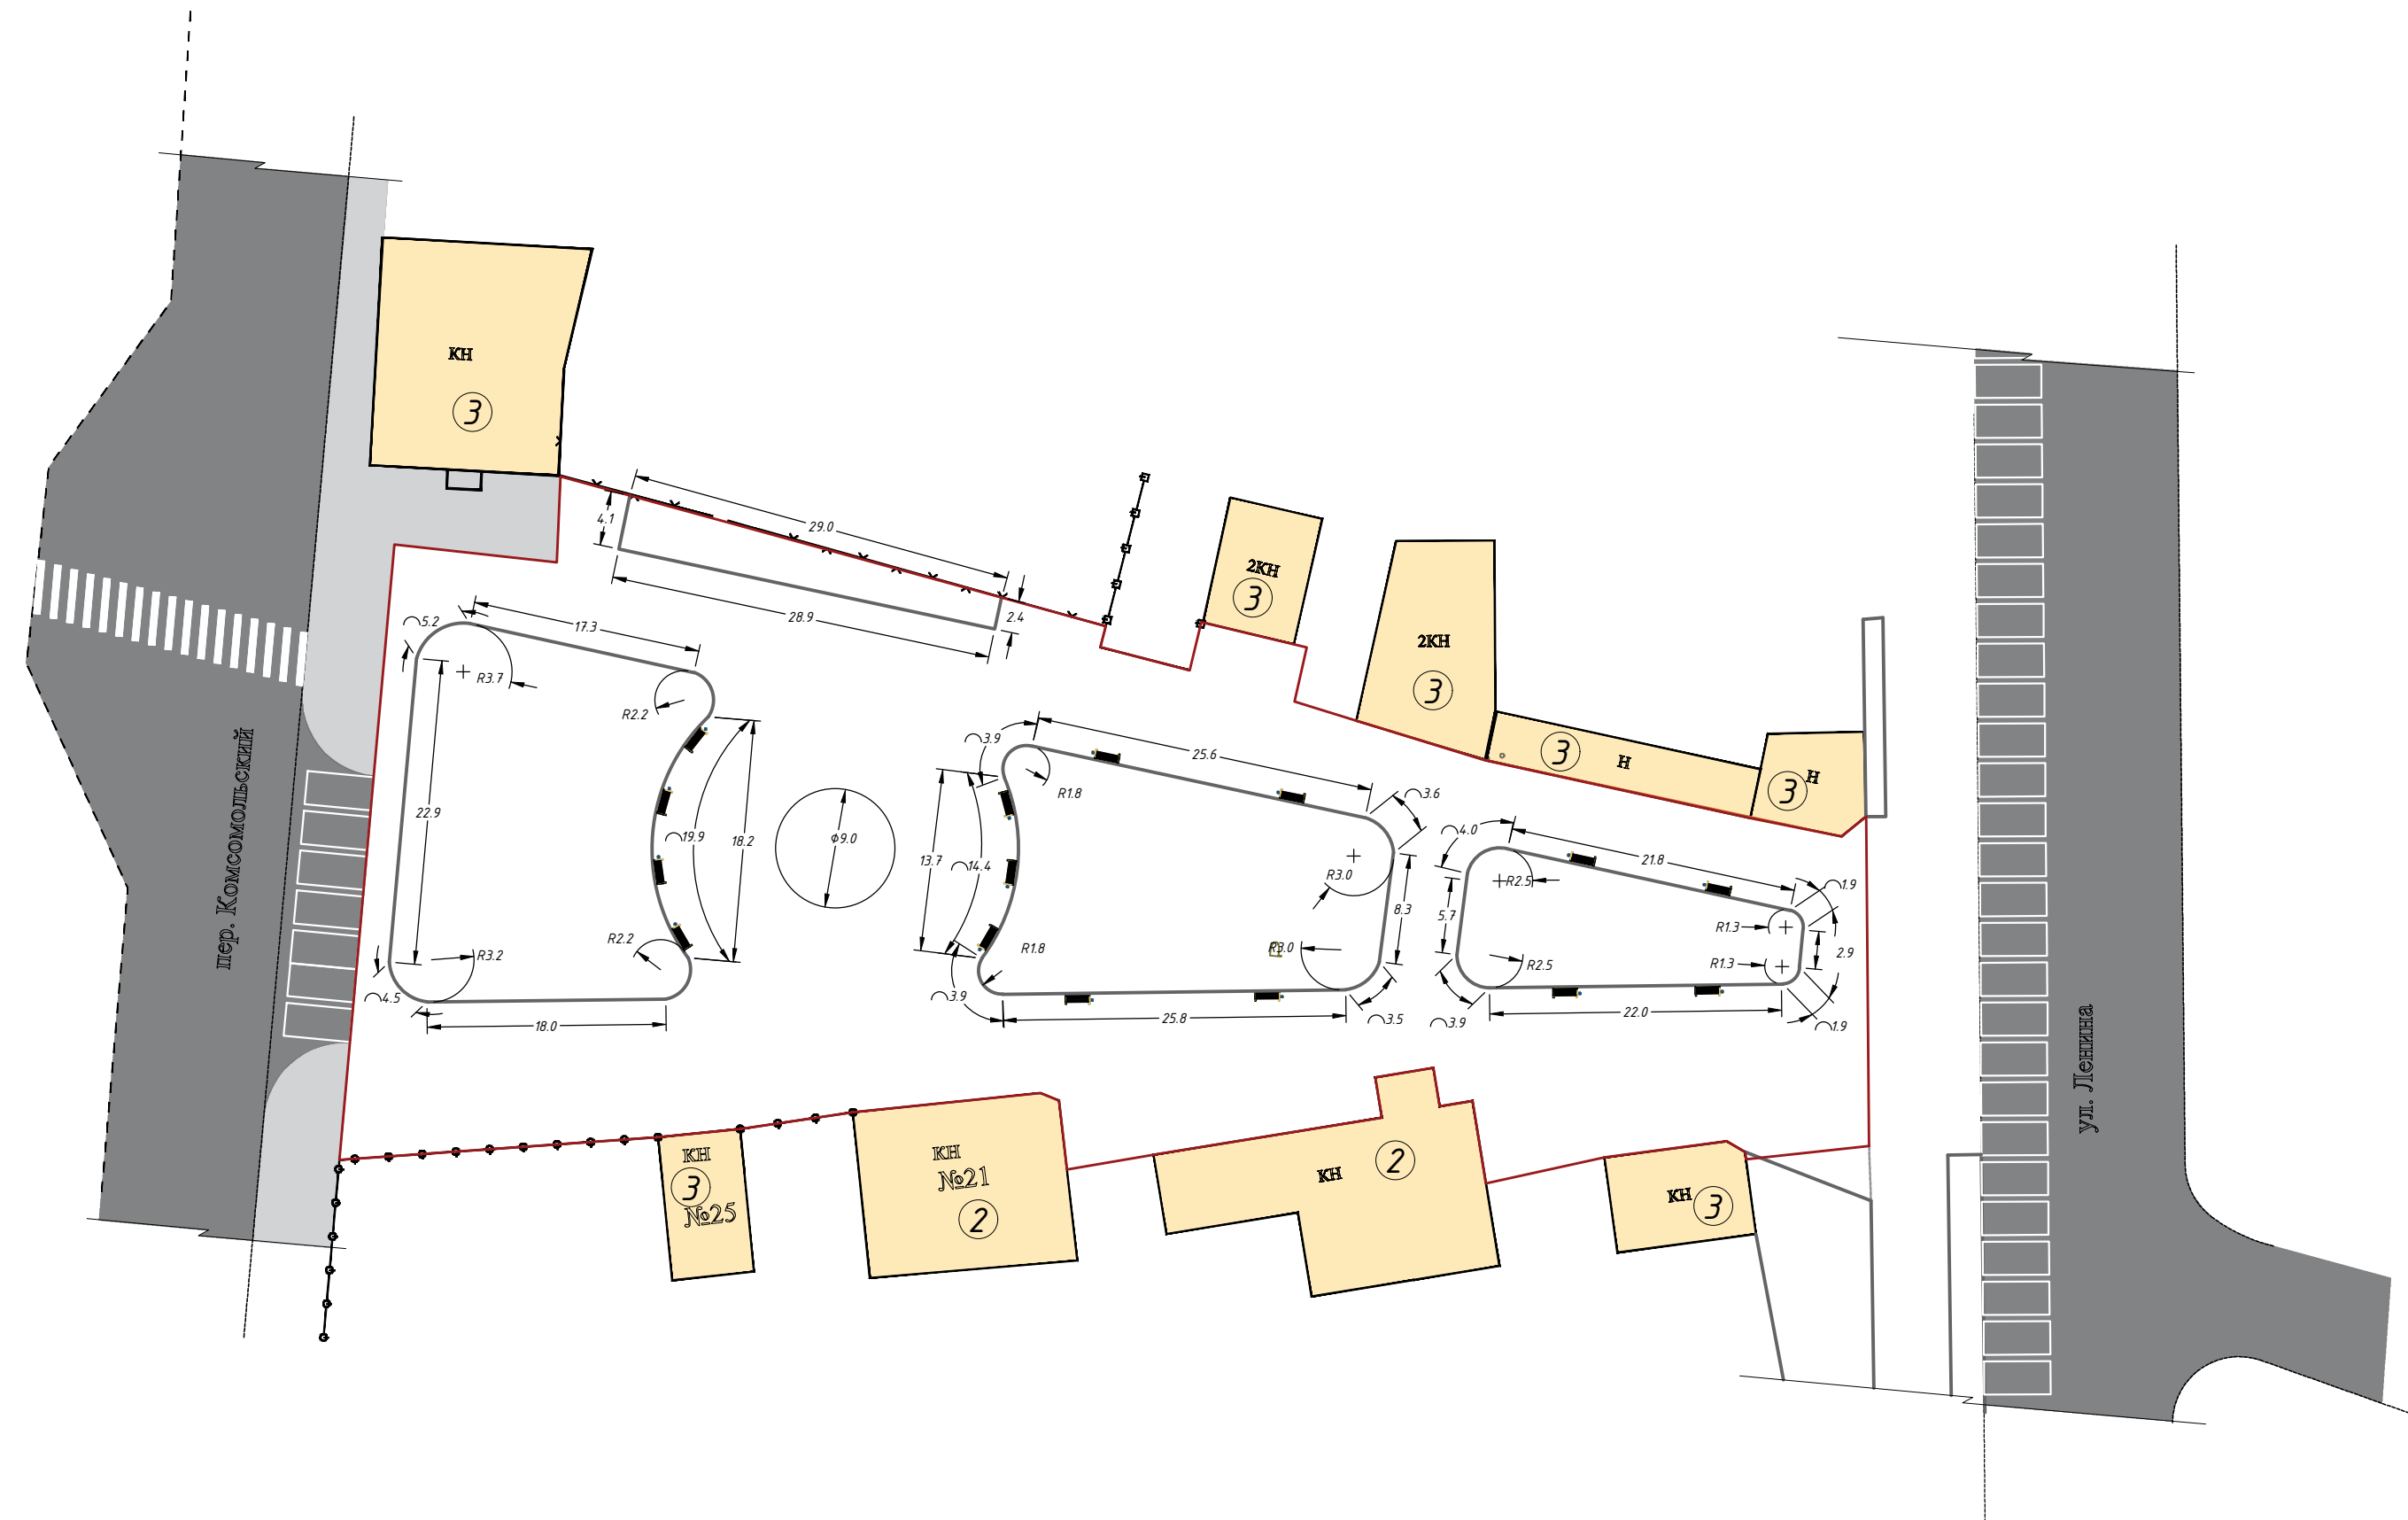 КН
3
29.0
4.1
28.9
2.4
2КН
3
2КН
3
3
Н
3
Н
5.2
17.3
R3.7
R2.2
22.9
19.9
18.2
R2.2
R3.2
4.5
18.0
ϕ9.0
3.9
25.6
R1.8
13.7
14.4
3.6
R3.0
8.3
R1.8
R3.0
3.9
25.8
3.5
4.0
21.8
R2.5
1.9
5.7
R1.3
2.9
R1.3
R2.5
3.9
22.0
1.9
пер. Комсомольский
ул. Ленина
КН
3
№25
КН
№21
2
КН
2
КН
3